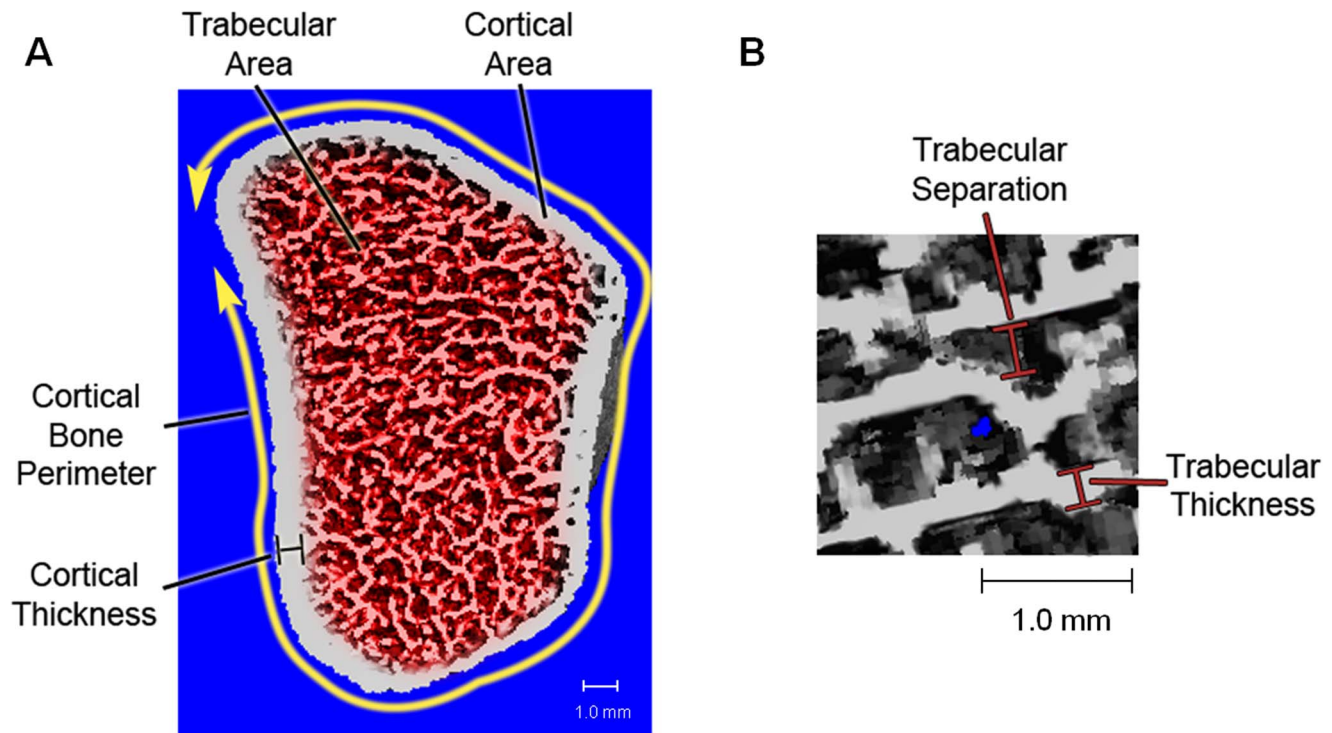 A
Trabecular
Area
Cortical
Area
Cortical
Bone
Perimeter
Cortical
Thickness
1.0 mm
B
Trabecular
Separation
Trabecular
Thickness
1.0 mm